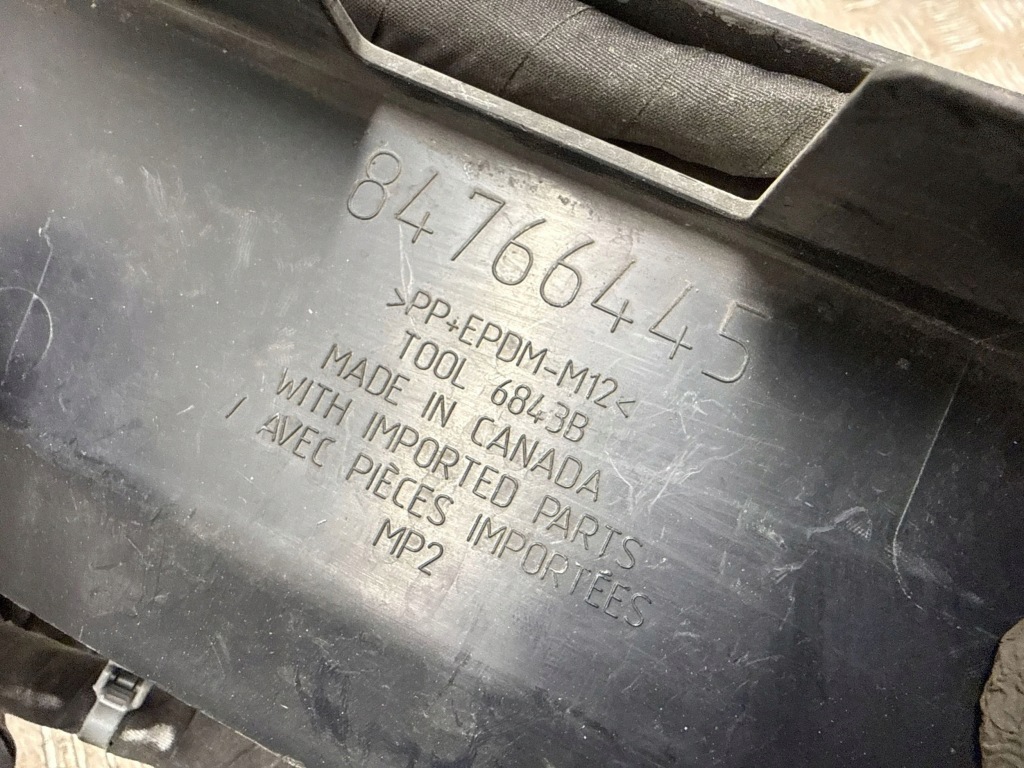 84766445
>PP+EPDM-M12<
TOOL 6843B
MADE IN CANADA
WITH IMPORTED PARTS
/ AVEC PIÈCES IMPORTÉES
MP2